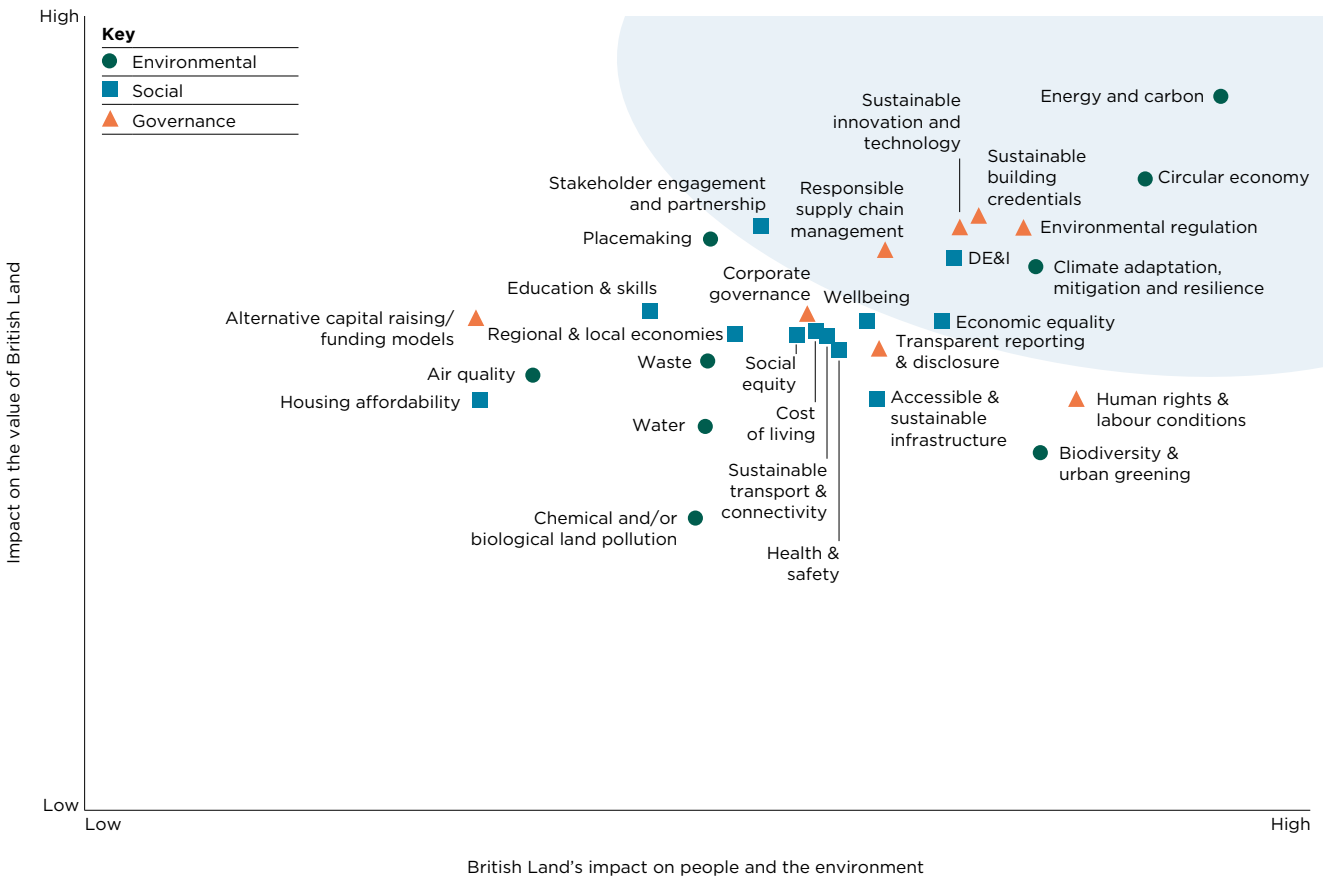 High
Key
Environmental
Social
Governance
Energy and carbon
Sustainable
innovation and
technology
Sustainable
building
credentials
Circular economy
Stakeholder engagement
and partnership
Responsible
supply chain
management
Placemaking
Environmental regulation
DE&I
Climate adaptation,
mitigation and resilience
Corporate
governance
Education & skills
Wellbeing
Alternative capital raising/
funding models
Regional & local economies
Economic equality
Transparent reporting
& disclosure
Waste
Social
equity
Air quality
Housing affordability
Accessible &
sustainable
infrastructure
Human rights &
labour conditions
Cost
of living
Water
Biodiversity &
urban greening
Sustainable
transport &
connectivity
Chemical and/or
biological land pollution
Health &
safety
Impact on the value of British Land
Low
Low
High
British Land’s impact on people and the environment